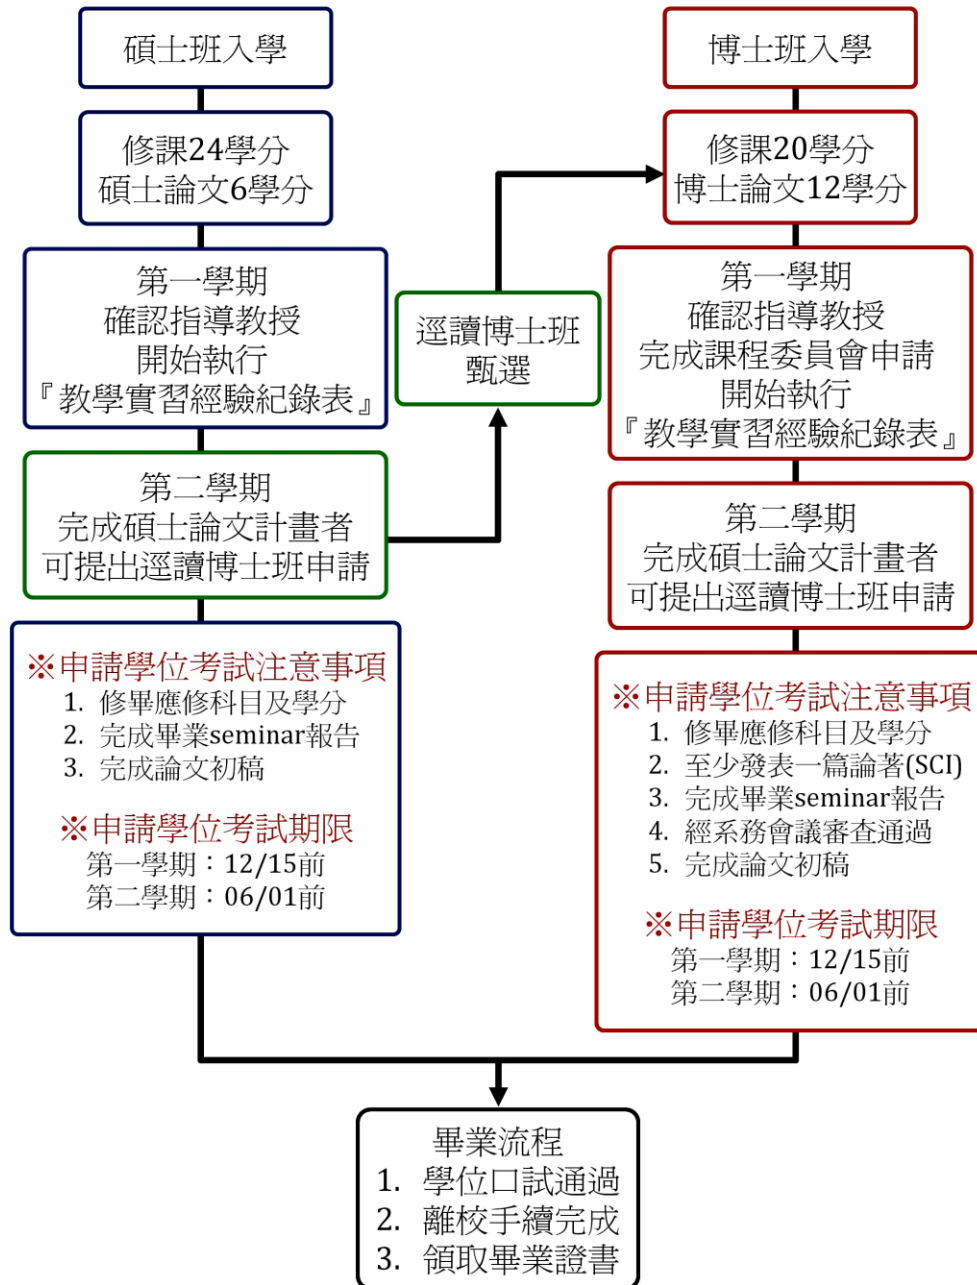 碩士班入學
修課24學分
碩士論文6學分
第一學期
確認指導教授
開始執行
『教學實習經驗紀錄表』
第二學期
完成碩士論文計畫者
可提出逕讀博士班申請
※申請學位考試注意事項
1. 修畢應修科目及學分
2. 完成畢業seminar報告
3. 完成論文初稿
※申請學位考試期限
第一學期：12/15前
第二學期：06/01前
逕讀博士班
甄選
博士班入學
修課20學分
博士論文12學分
第一學期
確認指導教授
完成課程委員會申請
開始執行
『教學實習經驗紀錄表』
第二學期
完成碩士論文計畫者
可提出逕讀博士班申請
※申請學位考試注意事項
1. 修畢應修科目及學分
2. 至少發表一篇論著(SCI)
3. 完成畢業seminar報告
4. 經系務會議審查通過
5. 完成論文初稿
※申請學位考試期限
第一學期：12/15前
第二學期：06/01前
畢業流程
1. 學位口試通過
2. 離校手續完成
3. 領取畢業證書